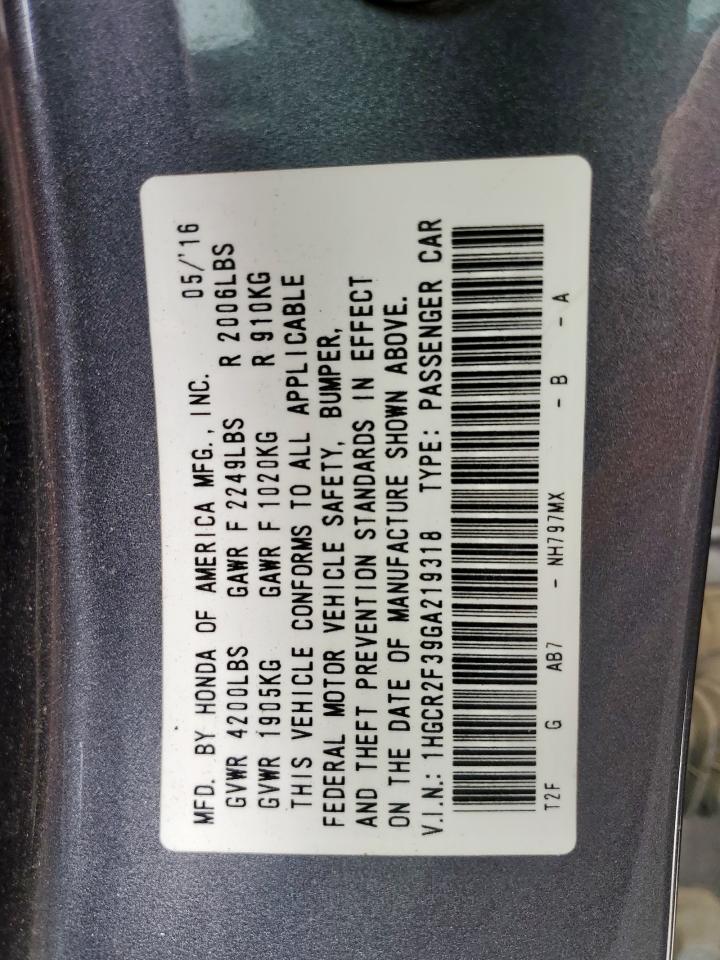 MFD. BY HONDA OF AMERICA MFG., INC. 05/'16
GVWR 4200LBS GAWR F 2249LBS R 2006LBS
GVWR 1905KG GAWR F 1020KG R 910KG
THIS VEHICLE CONFORMS TO ALL APPLICABLE
FEDERAL MOTOR VEHICLE SAFETY, BUMPER,
AND THEFT PREVENTION STANDARDS IN EFFECT
ON THE DATE OF MANUFACTURE SHOWN ABOVE.
V.I.N.: 1HGCR2F39GA219318 TYPE: PASSENGER CAR
T2F G AB7 - NH797MX - B - A